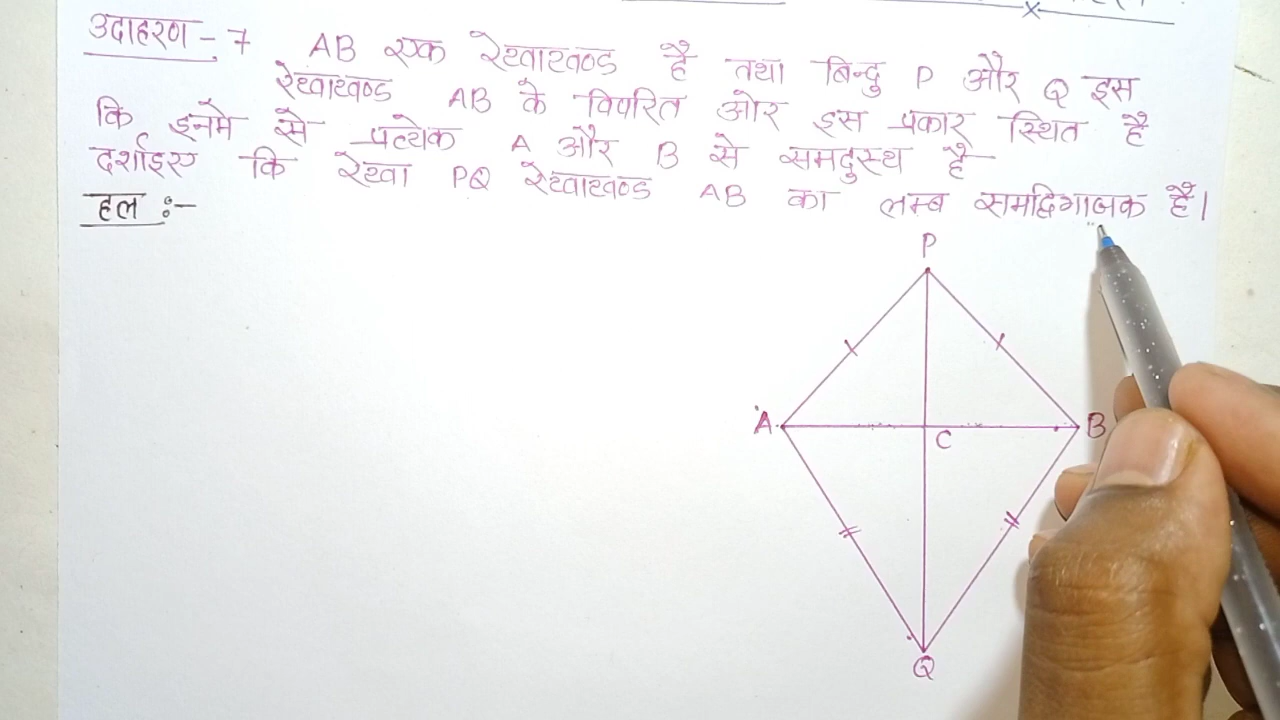 उदाहरण - 7 AB एक रेखाखण्ड है तथा बिन्दु P और Q इस
रेखाखण्ड AB के विपरित ओर इस प्रकार स्थित है
कि इनमे से प्रत्येक A और B से समदुस्थ है
दर्शाइए कि रेखा PQ रेखाखण्ड AB का लम्ब समद्विभाजक है।
हल :-
P
A
B
C
Q